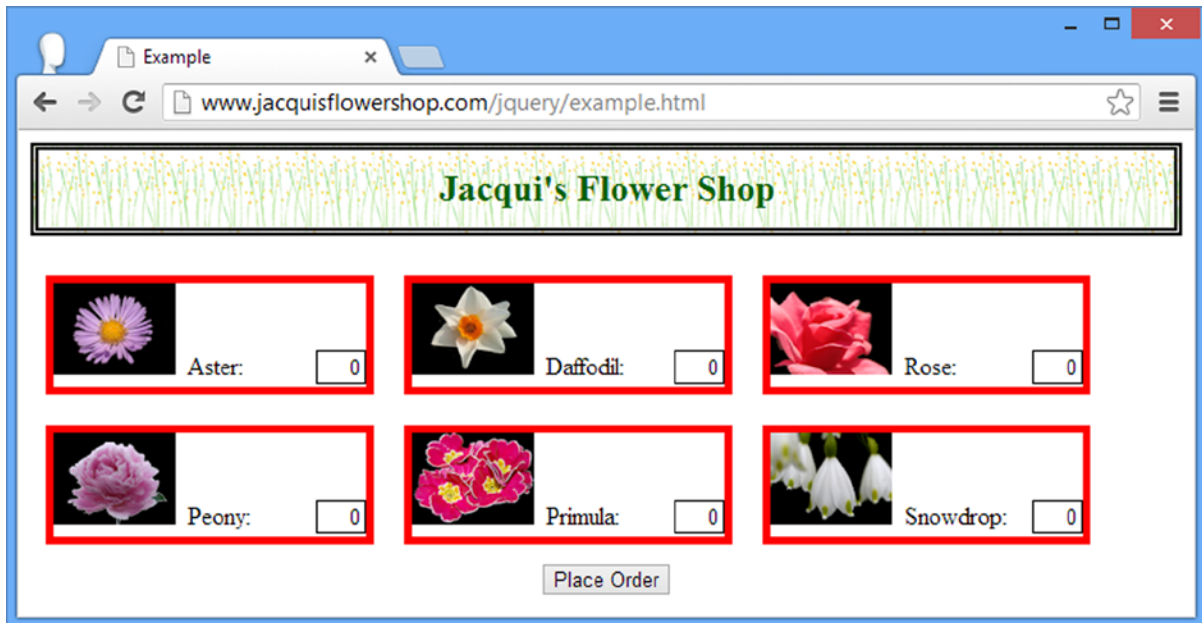 Example
www.jacquisflowershop.com/jquery/example.html
Jacqui's Flower Shop
Aster: 0
Daffodil: 0
Rose: 0
Peony: 0
Primula: 0
Snowdrop: 0
Place Order